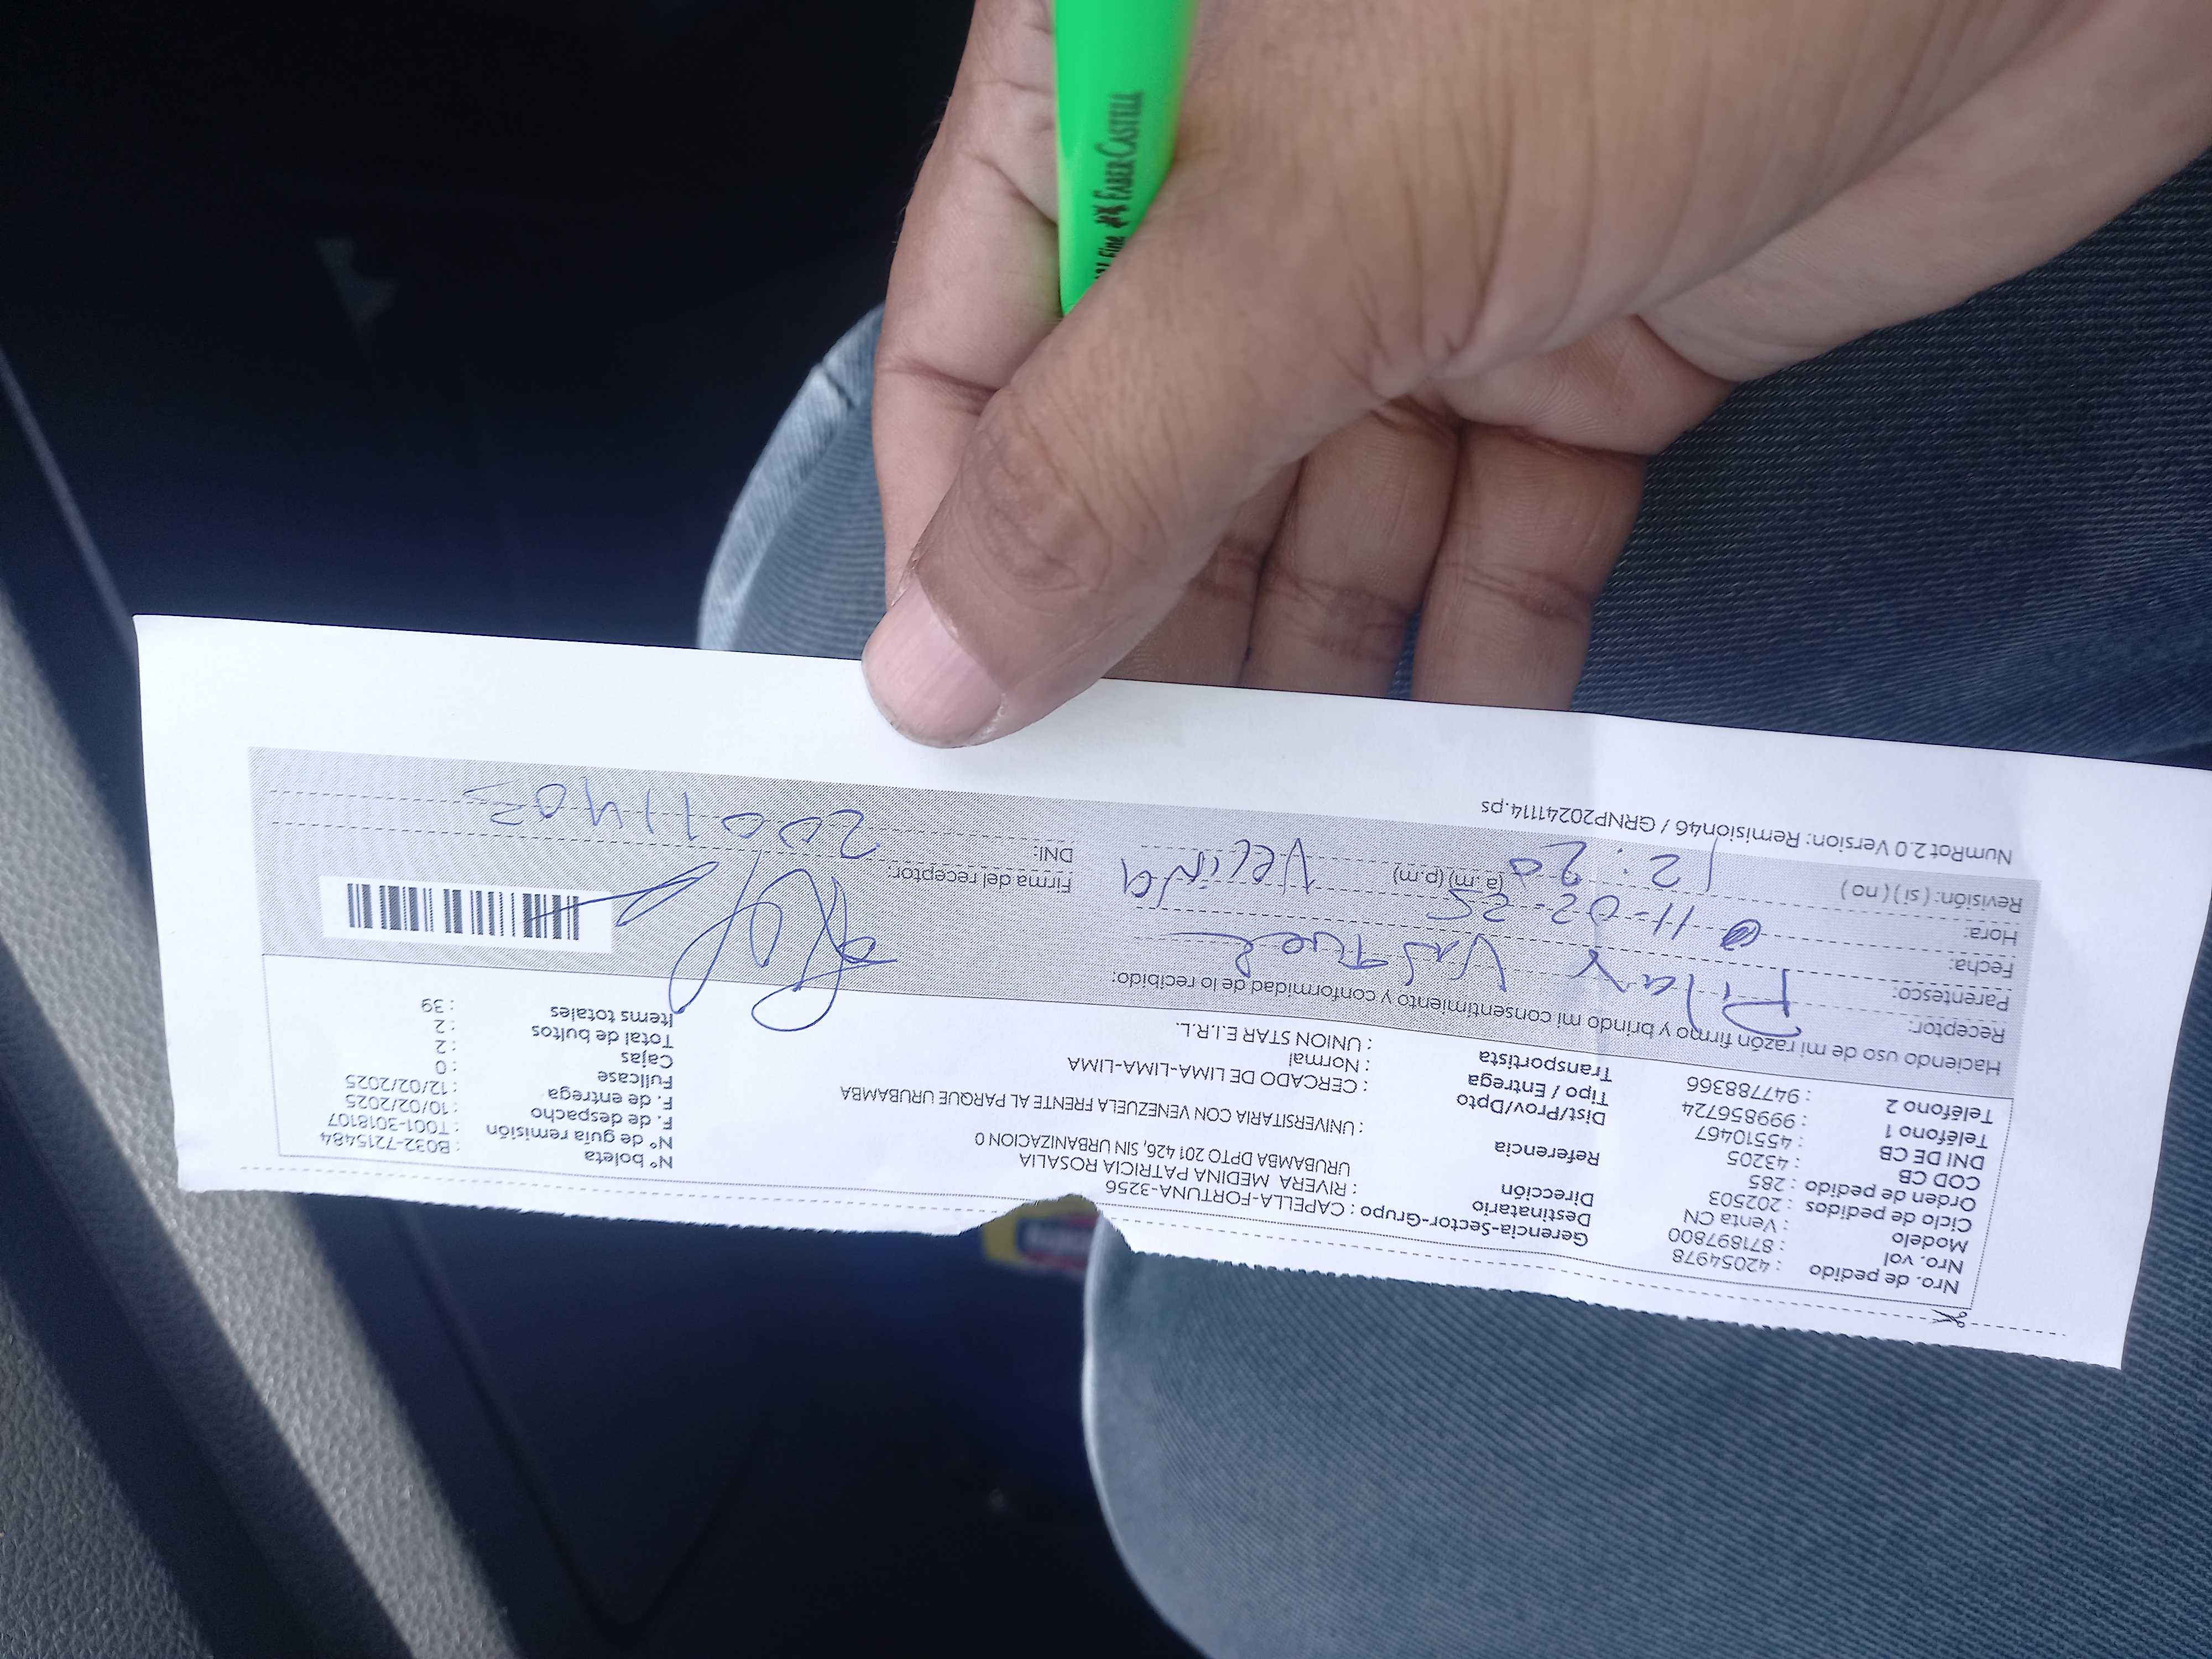 Nro. de pedido : 42054978
Nro. vol : 871897800
Modelo : Venta CN
Ciclo de pedidos : 202503
Orden de pedido : 285
COD CB : 43205
DNI DE CB : 45510467
Teléfono 1 : 999856724
Teléfono 2 : 947788366
Gerencia-Sector-Grupo : CAPELLA-FORTUNA-3256
Destinatario : RIVERA MEDINA PATRICIA ROSALIA
Dirección URUBAMBA DPTO 201 426, SIN URBANIZACION 0
Referencia : UNIVERSITARIA CON VENEZUELA FRENTE AL PARQUE URUBAMBA
Dist/Prov/Dpto : CERCADO DE LIMA-LIMA-LIMA
Tipo / Entrega : Normal
Transportista : UNION STAR E.I.R.L.
N° boleta : B032-7215484
N° de guía remisión : T001-3018107
F. de despacho : 10/02/2025
F. de entrega : 12/02/2025
Fullcase : 0
Cajas : 2
Total de bultos : 2
Items totales : 39
Haciendo uso de mi razón firmo y brindo mi consentimiento y conformidad de lo recibido:
Receptor: Pilar
Parentesco: Vecina
Fecha: 11-02-25
Hora: 12:20 (a.m) (p.m)
Revisión: ( si ) ( no )
Firma del receptor:
DNI:
NumRot 2.0 Version: Remision46 / GRNP20241114.ps
FABER-CASTELL
fine